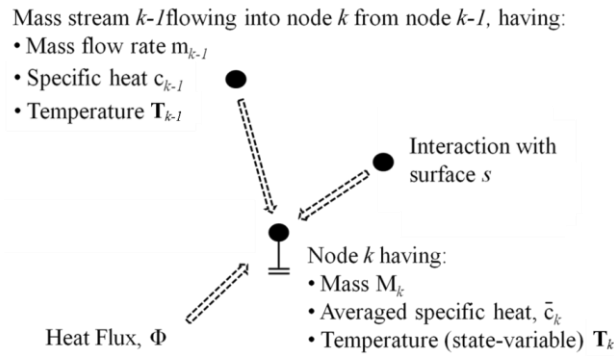 Mass stream k-1flowing into node k from node k-1, having:
• Mass flow rate mₖ₋₁
• Specific heat cₖ₋₁
• Temperature Tₖ₋₁
Interaction with
surface s
Node k having:
• Mass Mₖ
• Averaged specific heat, c̄ₖ
• Temperature (state-variable) Tₖ
Heat Flux, Φ